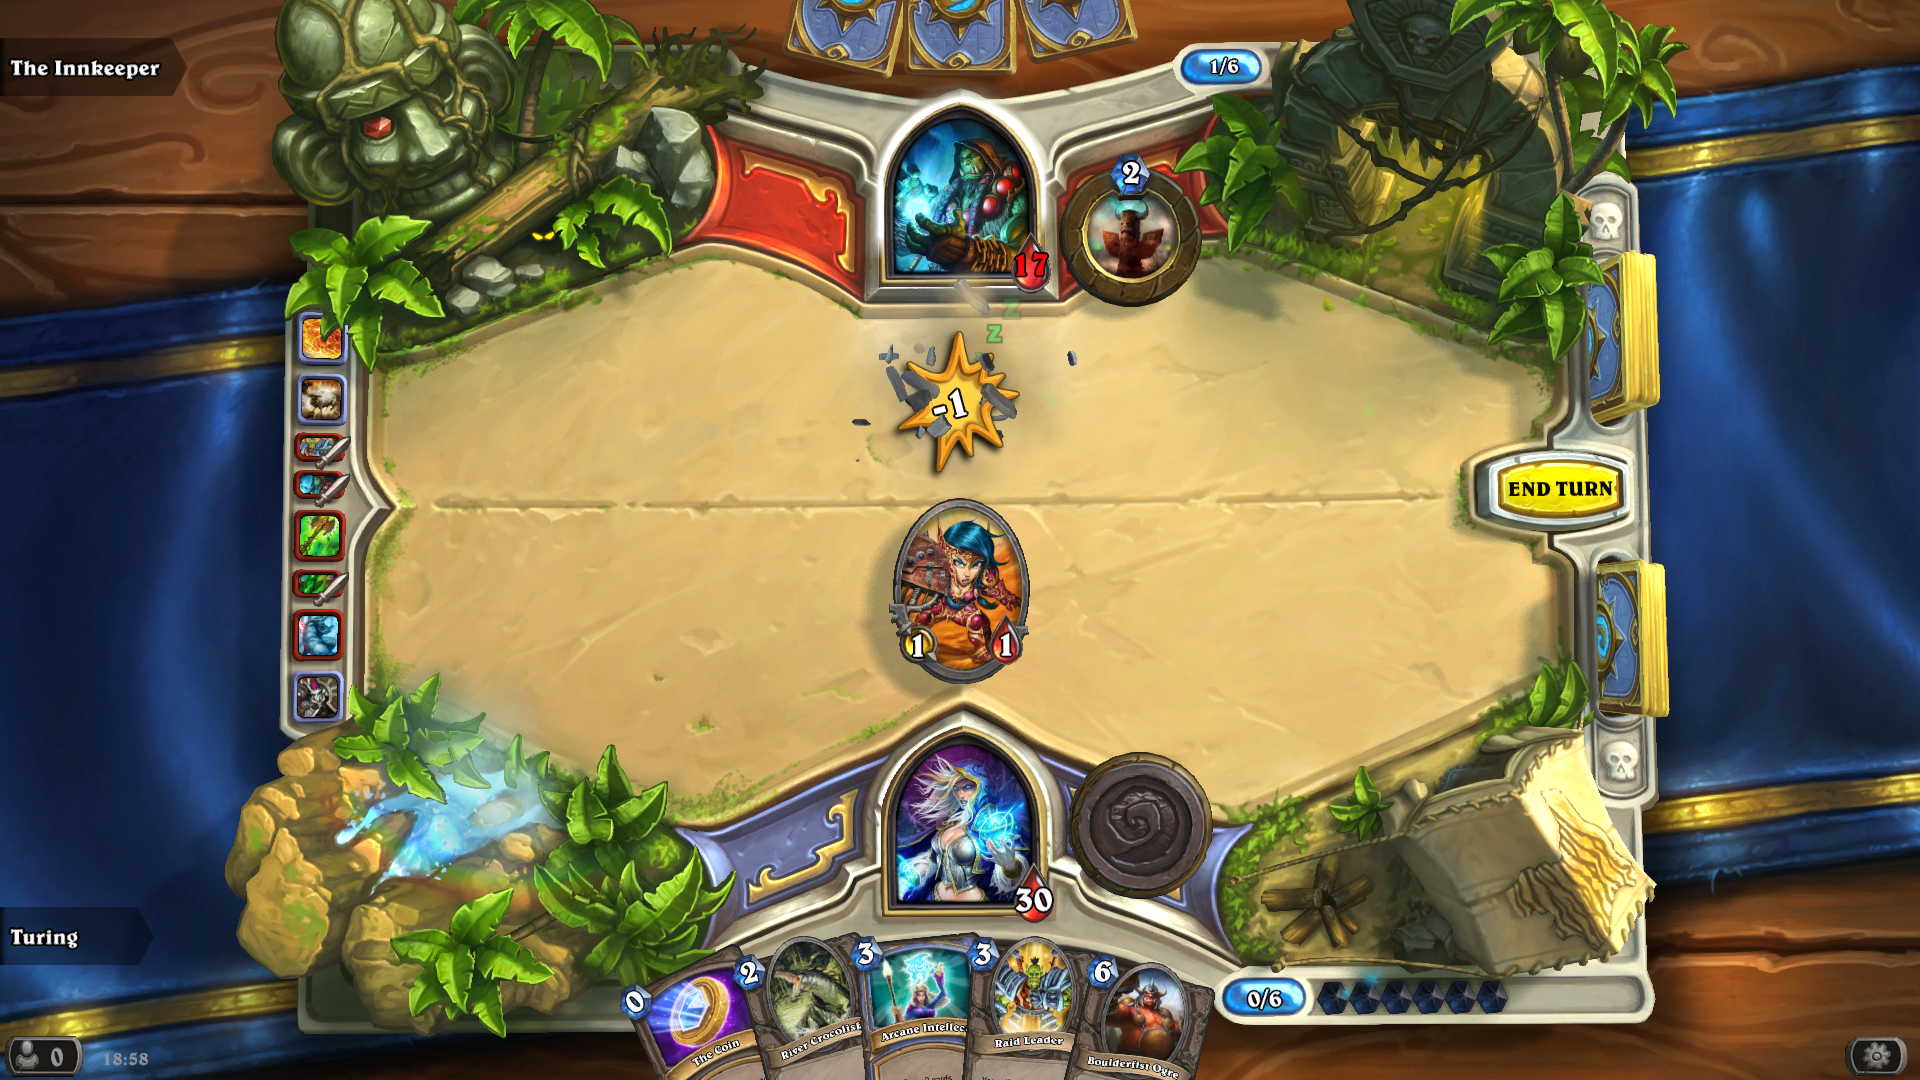 The Innkeeper
1/6
2
17
z
z
-1
END TURN
1
1
30
Turing
0
2
3
3
6
0/6
The Coin
River Crocolisk
Arcane Intellec
Raid Leader
Boulderfist Ogre
0
18:58